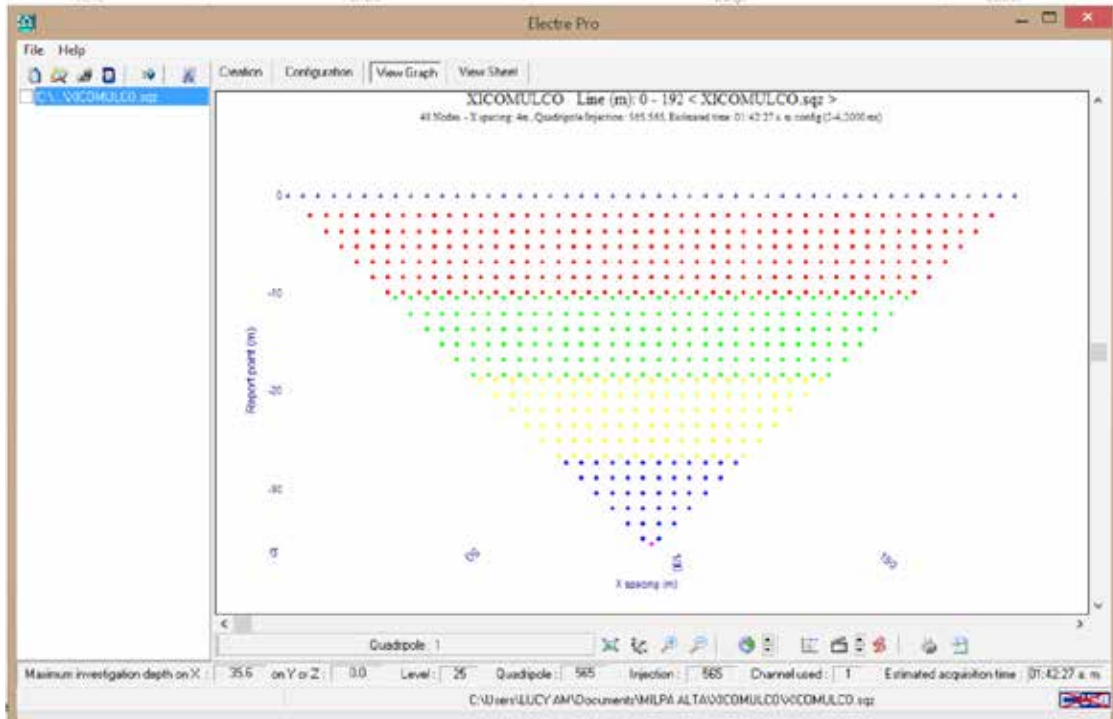 Electre Pro
File Help
Creation Configuration View Graph View Sheet
C:\...\XICOMULCO.sqz
XICOMULCO Line (m): 0 - 192 < XICOMULCO.sqz >
48 Nodes - X spacing: 4m, Quadripole/Injection: 565.565, Estimated time: 01:42:27 a. m. config
0
-10
-20
-30
Report point (m)
0
50
100
150
X spacing (m)
Quadripole : 1
Maximum investigation depth on X : 35.6 on Y or Z : 0.0 Level : 25 Quadripole : 565 Injection : 565 Channel used : 1 Estimated acquisition time : 01:42:27 a. m.
C:\Users\LUCY AM\Documents\MILPA ALTA\XICOMULCO\XICOMULCO.sqz